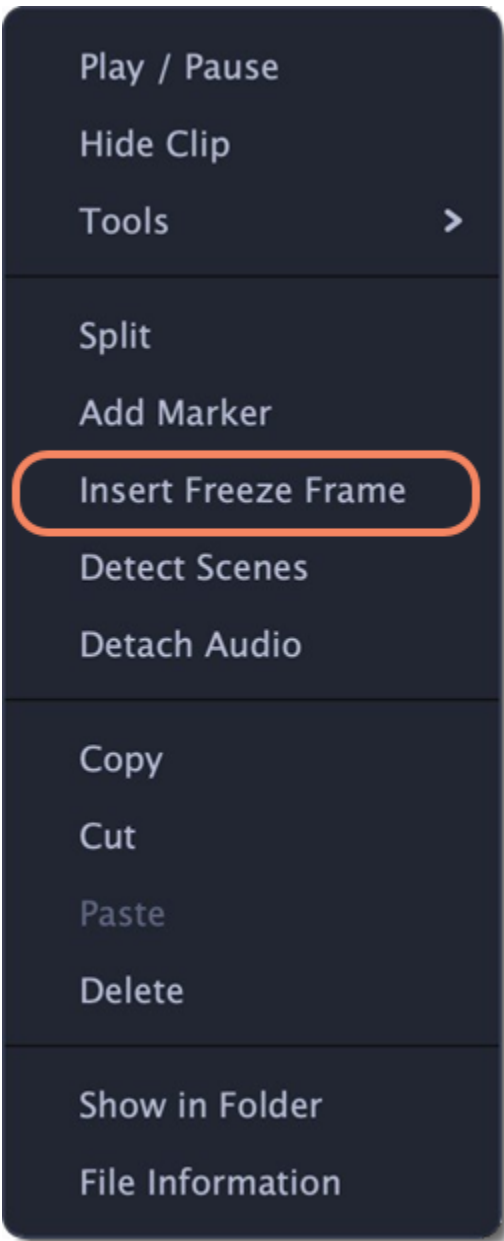 Play / Pause
Hide Clip
Tools
Split
Add Marker
Insert Freeze Frame
Detect Scenes
Detach Audio
Copy
Cut
Paste
Delete
Show in Folder
File Information